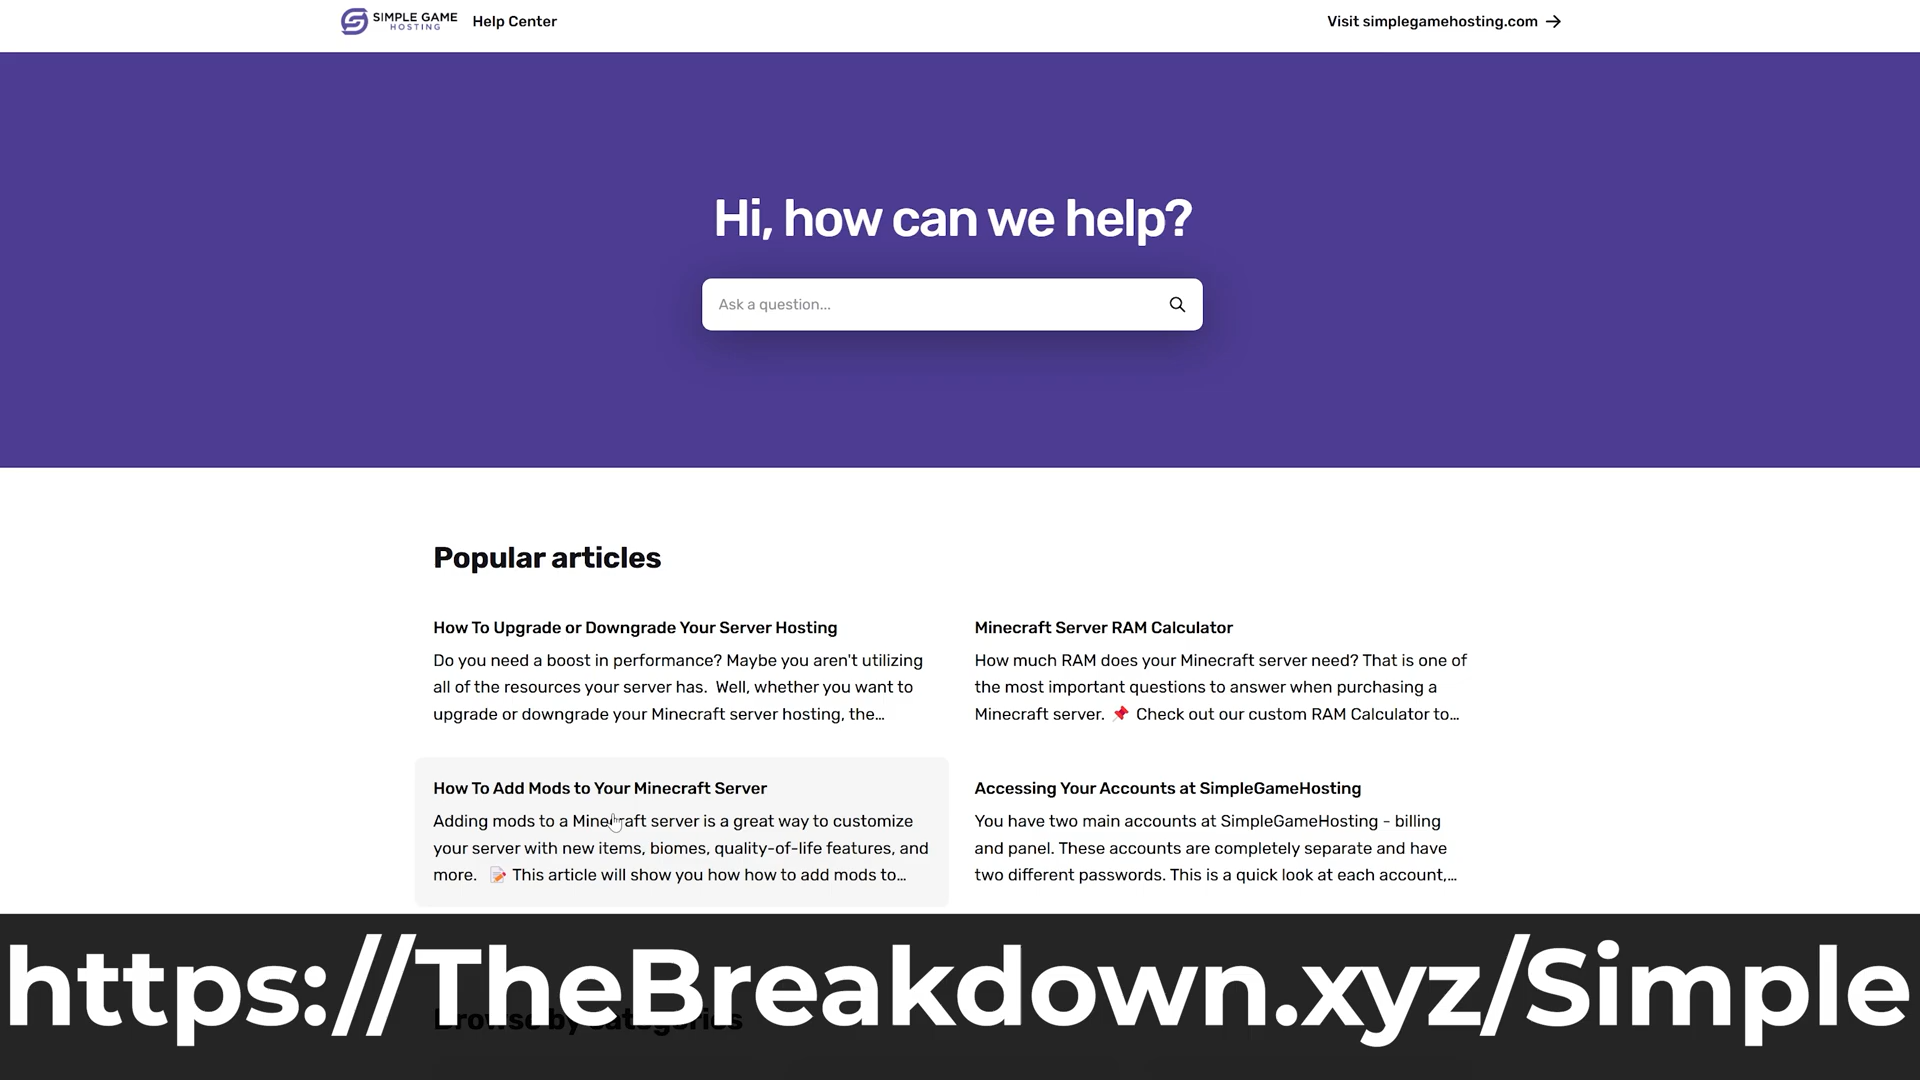 SIMPLE GAME
HOSTING
Help Center
Visit simplegamehosting.com →
Hi, how can we help?
Ask a question...
Popular articles
How To Upgrade or Downgrade Your Server Hosting
Do you need a boost in performance? Maybe you aren't utilizing
all of the resources your server has.  Well, whether you want to
upgrade or downgrade your Minecraft server hosting, the...
Minecraft Server RAM Calculator
How much RAM does your Minecraft server need? That is one of
the most important questions to answer when purchasing a
Minecraft server. 📌 Check out our custom RAM Calculator to...
How To Add Mods to Your Minecraft Server
Adding mods to a Minecraft server is a great way to customize
your server with new items, biomes, quality-of-life features, and
more. 📝 This article will show you how how to add mods to...
Accessing Your Accounts at SimpleGameHosting
You have two main accounts at SimpleGameHosting - billing
and panel. These accounts are completely separate and have
two different passwords. This is a quick look at each account,...
https://TheBreakdown.xyz/Simple
Browse by categories